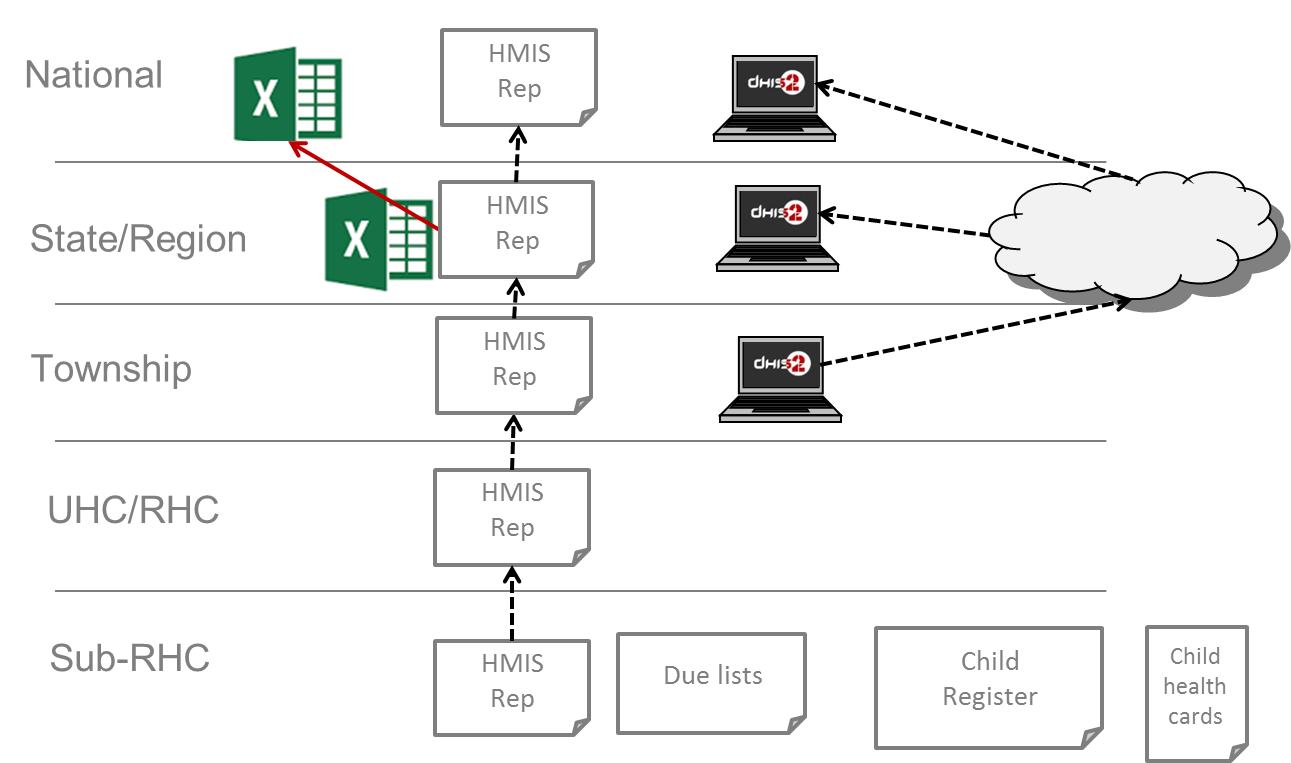 National
X
HMIS
Rep
dhis2
State/Region
X
HMIS
Rep
dhis2
Township
HMIS
Rep
dhis2
UHC/RHC
HMIS
Rep
Sub-RHC
HMIS
Rep
Due lists
Child
Register
Child
health
cards